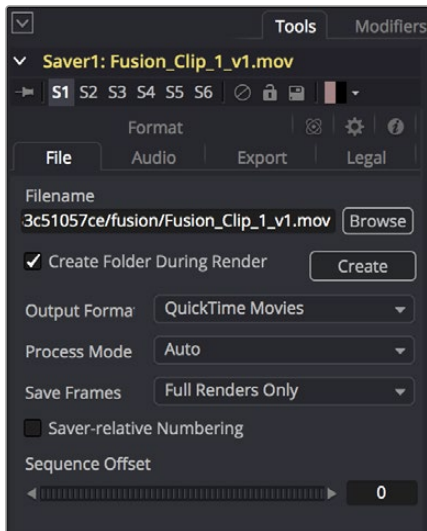 Tools Modifiers
Saver1: Fusion_Clip_1_v1.mov
S1 S2 S3 S4 S5 S6
Format
File Audio Export Legal
Filename
3c51057ce/fusion/Fusion_Clip_1_v1.mov Browse
Create Folder During Render Create
Output Forma QuickTime Movies
Process Mode Auto
Save Frames Full Renders Only
Saver-relative Numbering
Sequence Offset
0